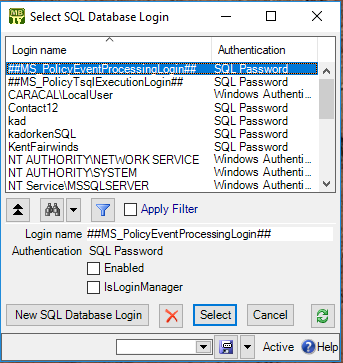 MB
Select SQL Database Login
Login name Authentication
##MS_PolicyEventProcessingLogin## SQL Password
##MS_PolicyTsqlExecutionLogin## SQL Password
CARACAL\LocalUser Windows Authenti...
Contact12 SQL Password
kad SQL Password
kadorkenSQL SQL Password
KentFairwinds SQL Password
NT AUTHORITY\NETWORK SERVICE Windows Authenti...
NT AUTHORITY\SYSTEM Windows Authenti...
NT Service\MSSQLSERVER Windows Authenti...
Apply Filter
Login name ##MS_PolicyEventProcessingLogin##
Authentication SQL Password
Enabled
IsLoginManager
New SQL Database Login Select Cancel
Active Help